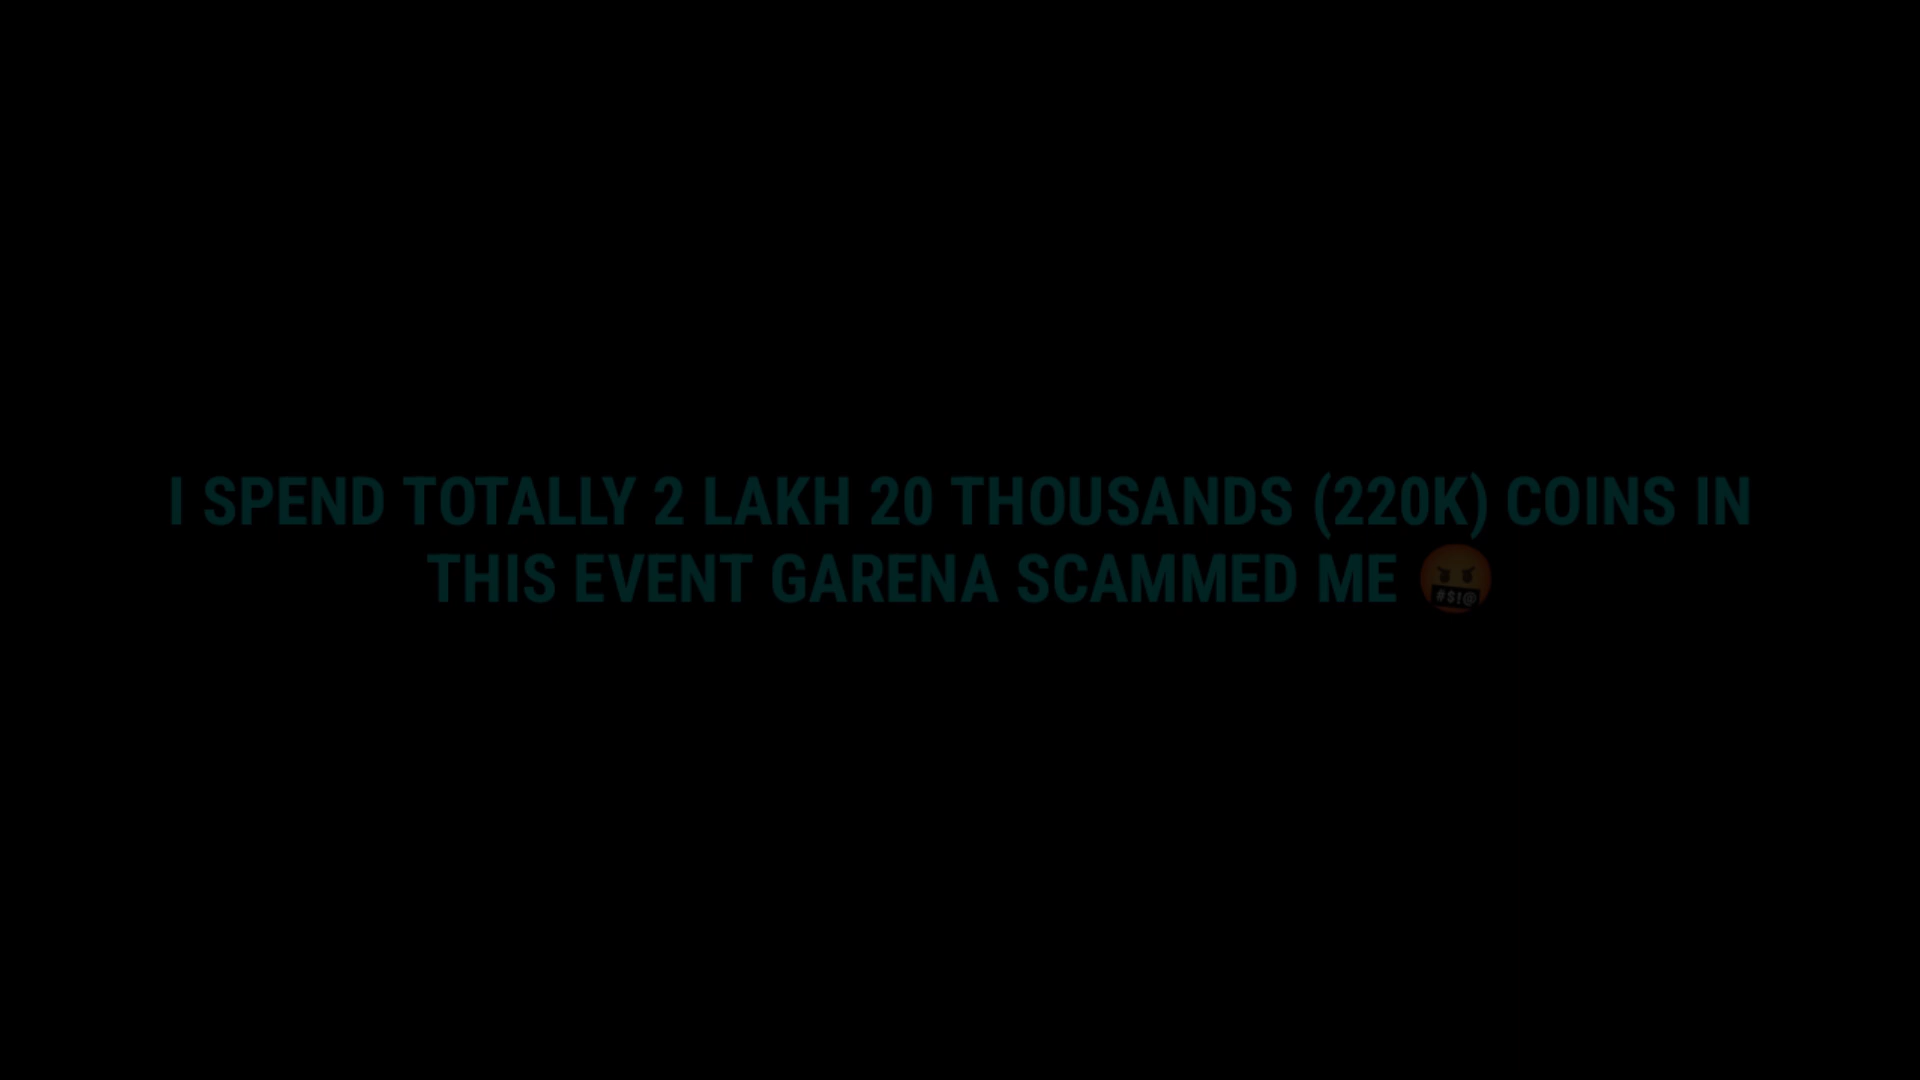 I SPEND TOTALLY 2 LAKH 20 THOUSANDS (220K) COINS IN
THIS EVENT GARENA SCAMMED ME 🤬